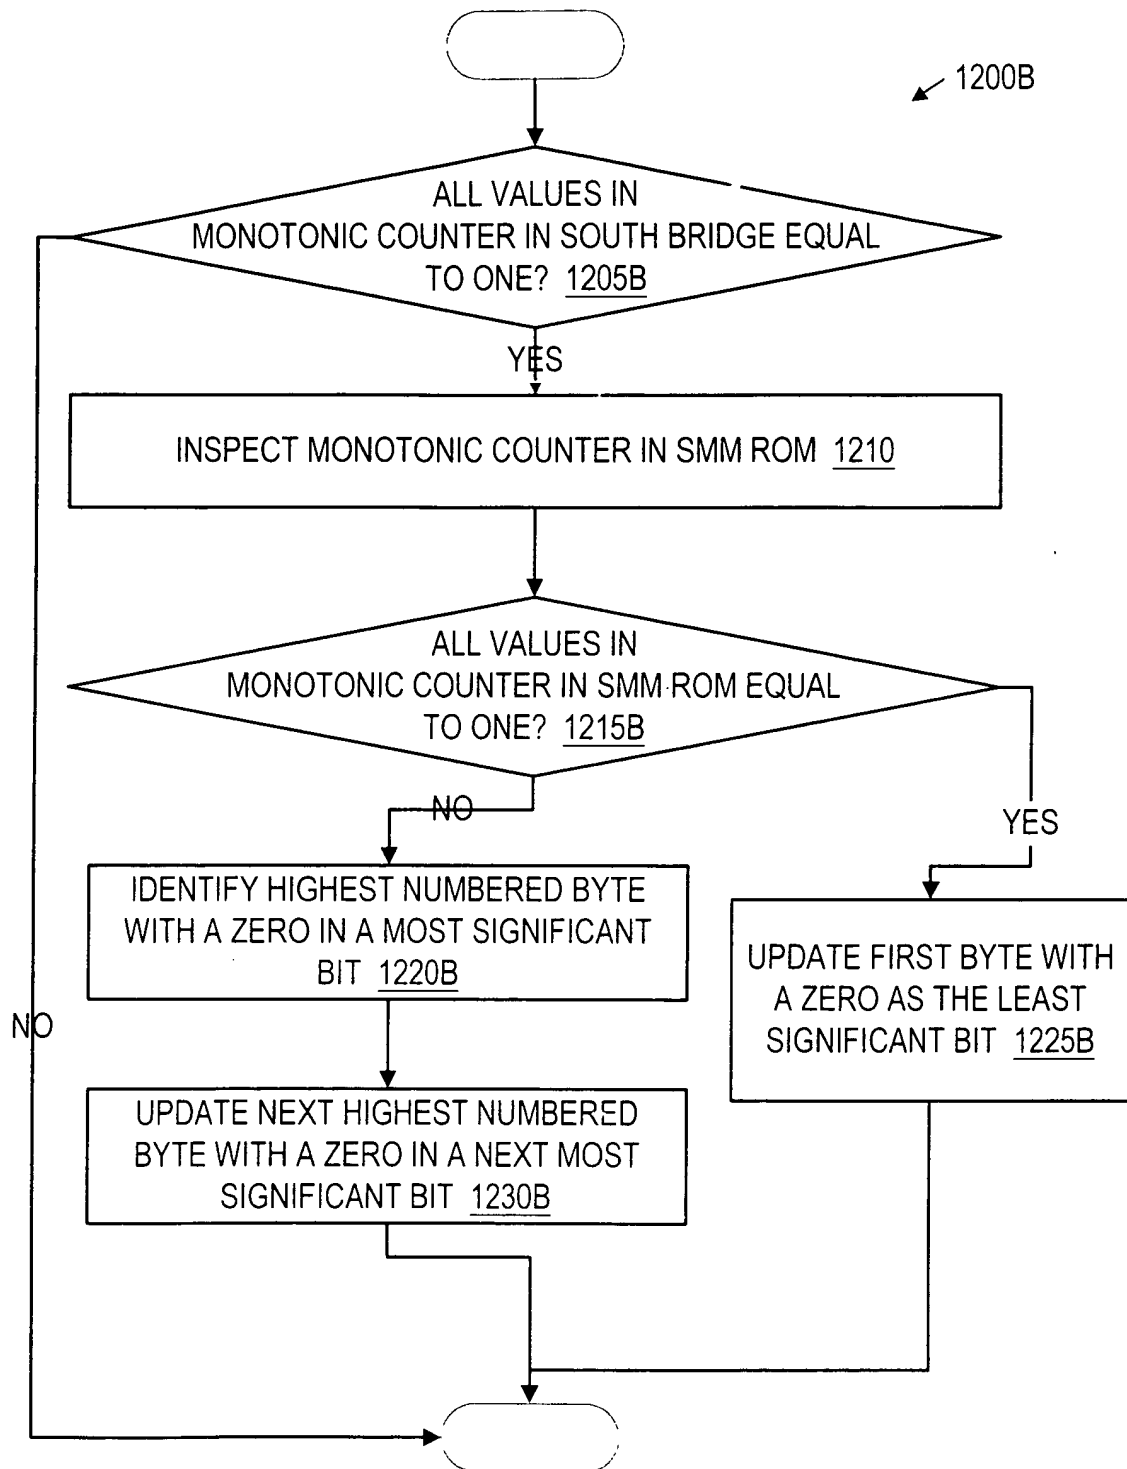 1200B
ALL VALUES IN
MONOTONIC COUNTER IN SOUTH BRIDGE EQUAL
TO ONE? 1205B
YES
INSPECT MONOTONIC COUNTER IN SMM ROM 1210
ALL VALUES IN
MONOTONIC COUNTER IN SMM ROM EQUAL
TO ONE? 1215B
NO
YES
IDENTIFY HIGHEST NUMBERED BYTE
WITH A ZERO IN A MOST SIGNIFICANT
BIT 1220B
UPDATE FIRST BYTE WITH
A ZERO AS THE LEAST
SIGNIFICANT BIT 1225B
NO
UPDATE NEXT HIGHEST NUMBERED
BYTE WITH A ZERO IN A NEXT MOST
SIGNIFICANT BIT 1230B